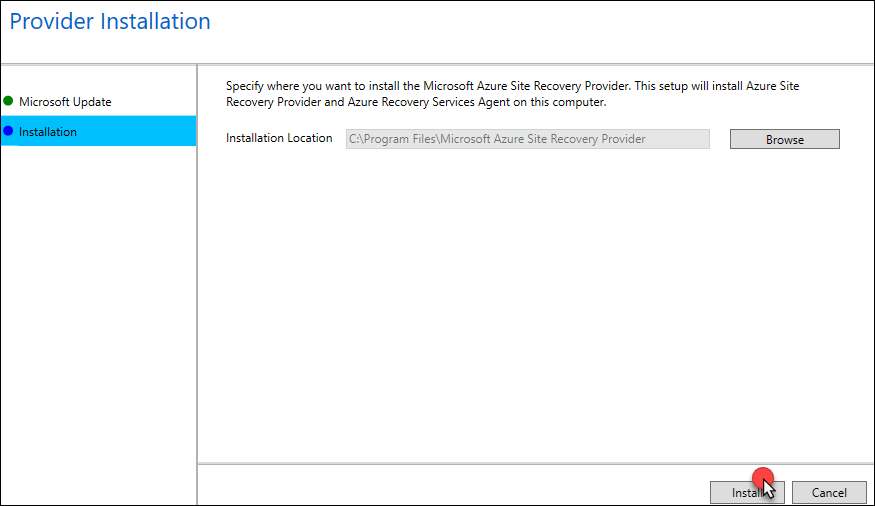 Provider Installation
Microsoft Update
Installation
Specify where you want to install the Microsoft Azure Site Recovery Provider. This setup will install Azure Site
Recovery Provider and Azure Recovery Services Agent on this computer.
Installation Location
C:\Program Files\Microsoft Azure Site Recovery Provider
Browse
Install
Cancel